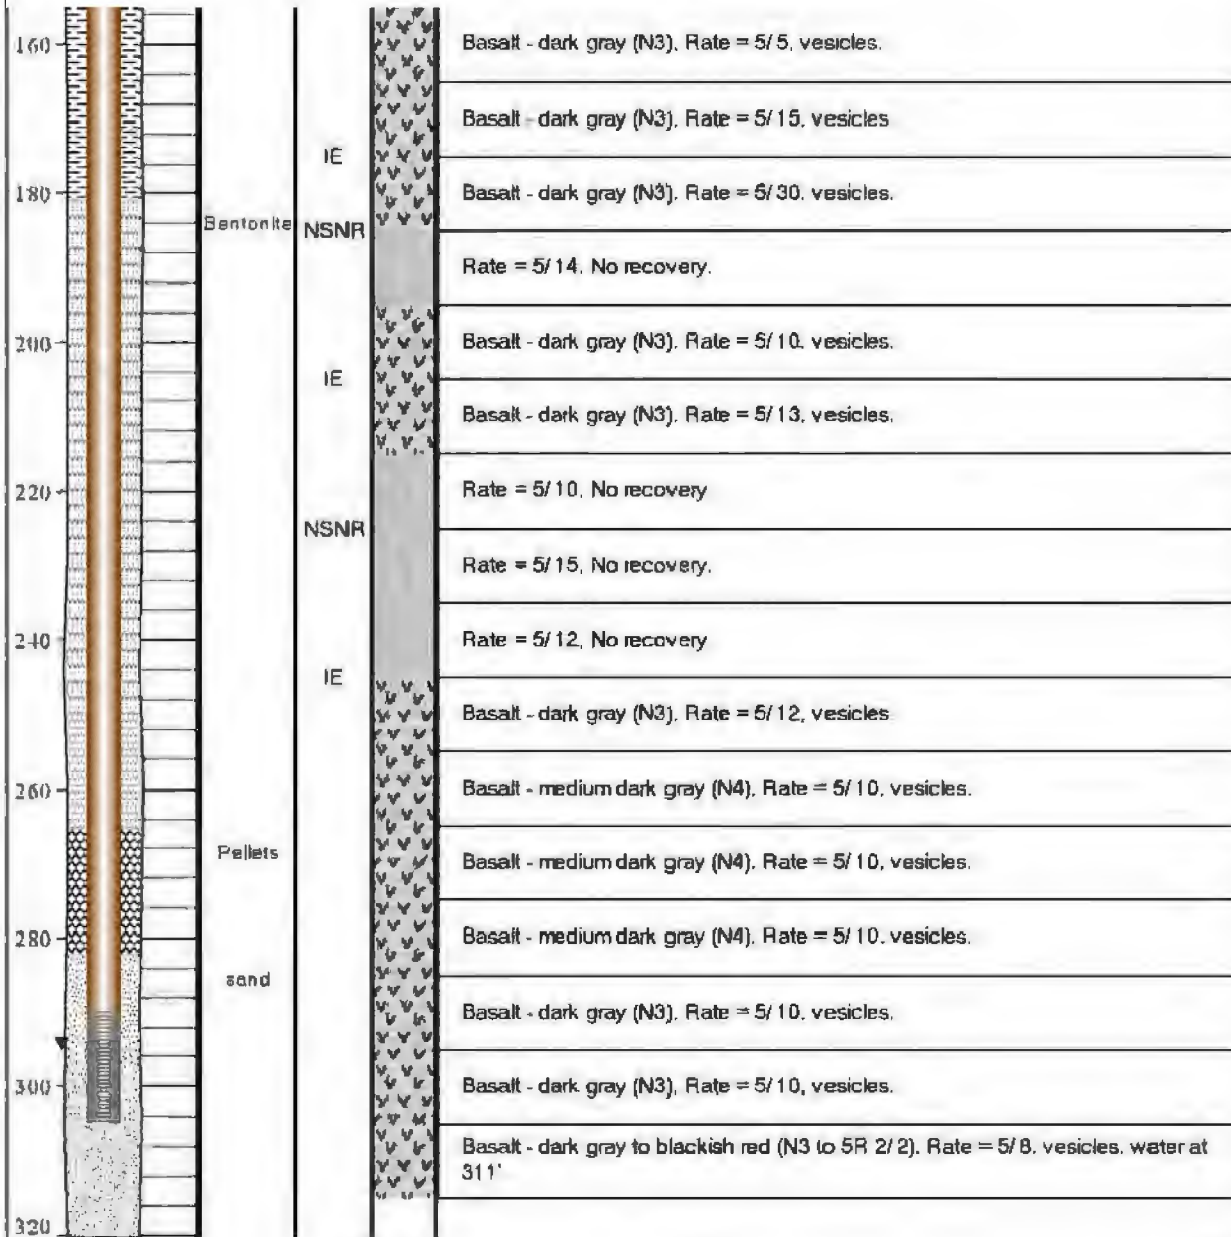 160
Basalt - dark gray (N3), Rate = 5/5, vesicles.
Basalt - dark gray (N3), Rate = 5/15, vesicles
IE
180
Basalt - dark gray (N3), Rate = 5/30, vesicles.
Bentonite
NSNR
Rate = 5/14, No recovery.
200
Basalt - dark gray (N3), Rate = 5/10, vesicles.
IE
Basalt - dark gray (N3), Rate = 5/13, vesicles.
220
Rate = 5/10, No recovery
NSNR
Rate = 5/15, No recovery.
240
Rate = 5/12, No recovery
IE
Basalt - dark gray (N3), Rate = 5/12, vesicles
260
Basalt - medium dark gray (N4), Rate = 5/10, vesicles.
Pellets
Basalt - medium dark gray (N4), Rate = 5/10, vesicles.
280
Basalt - medium dark gray (N4), Rate = 5/10, vesicles.
sand
Basalt - dark gray (N3), Rate = 5/10, vesicles.
300
Basalt - dark gray (N3), Rate = 5/10, vesicles.
Basalt - dark gray to blackish red (N3 to 5R 2/2), Rate = 5/8, vesicles, water at
311'
320